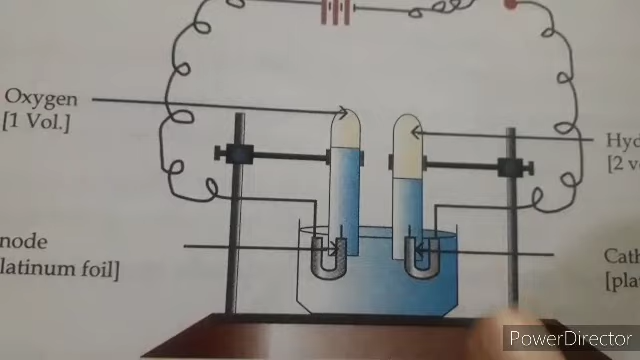 Oxygen
[1 Vol.]
Hyd
[2 v
node
latinum foil]
Cath
[pla
PowerDirector